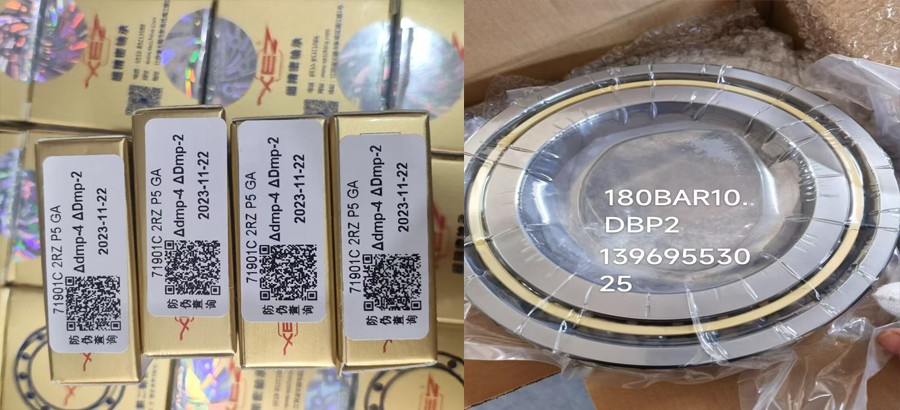 XEZ
XEZ
71901C 2RZ P5 GA
Δdmp-4 ΔDmp-2
2023-11-22
防伪查询
71901C 2RZ P5 GA
Δdmp-4 ΔDmp-2
2023-11-22
防伪查询
71901C 2RZ P5 GA
Δdmp-4 ΔDmp-2
2023-11-22
防伪查询
XEZ
71901C 2RZ P5 GA
Δdmp-4 ΔDmp-2
2023-11-22
防伪查询
XEZ
180BAR10..
DBP2
139695530
25